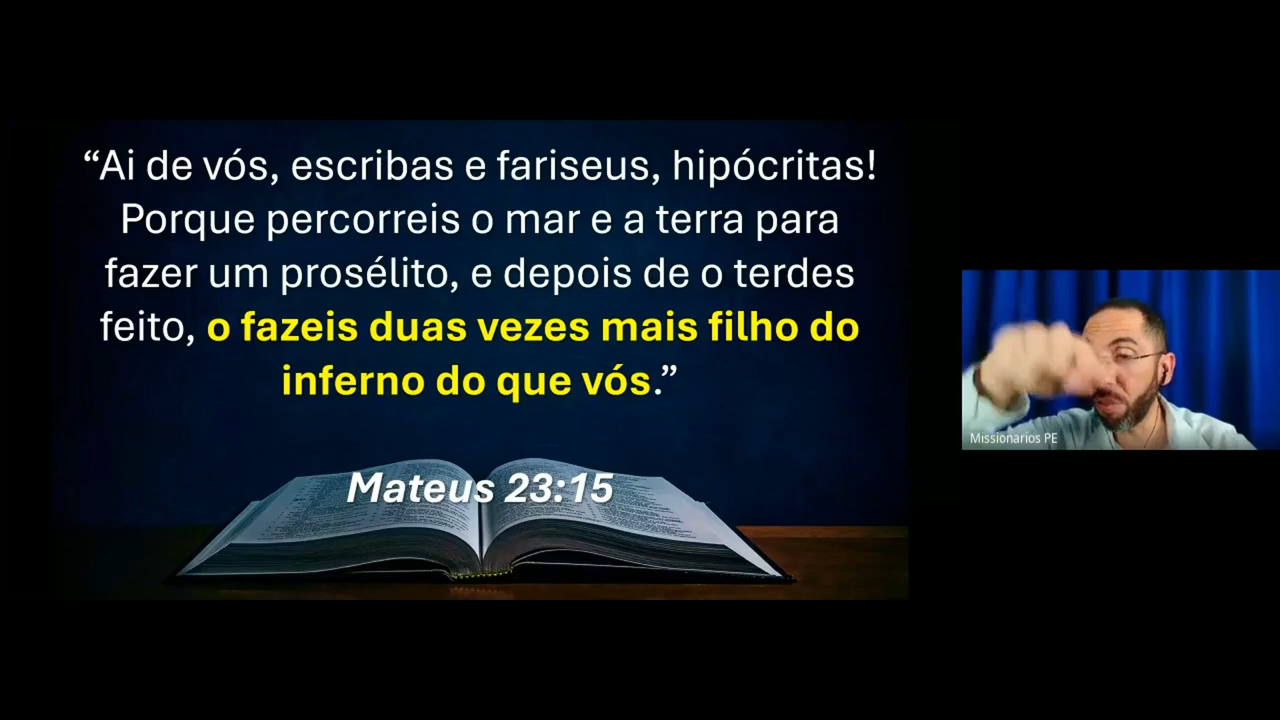 “Ai de vós, escribas e fariseus, hipócritas!
Porque percorreis o mar e a terra para
fazer um prosélito, e depois de o terdes
feito, o fazeis duas vezes mais filho do
inferno do que vós.”
Mateus 23:15
Missionarios PE